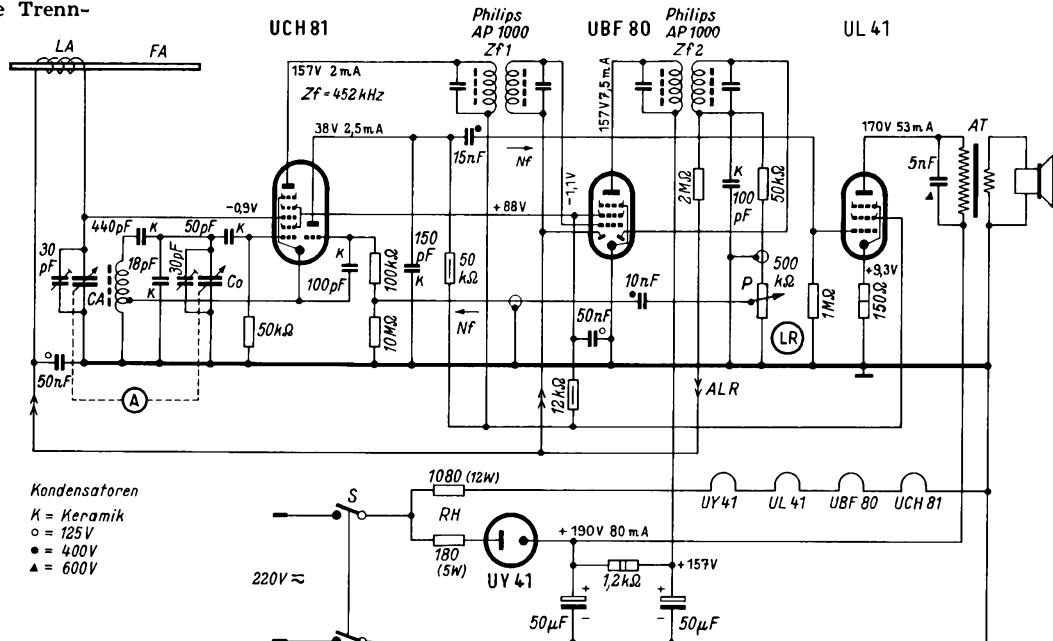 e Trenn-
UCH 81
Philips
AP 1000
Zf 1
UBF 80
Philips
AP 1000
Zf 2
UL 41
LA
FA
157V 2 mA
Zf = 452 kHz
38V 2,5 mA
15nF
Nf
157V 7,5 mA
-1,1V
2MΩ
K
100
pF
50kΩ
170V 53 mA
AT
5nF
-0,9V
+ 88V
440pF
K
50pF
K
30
pF
18pF
K
30pF
CA
Co
100pF
K
100kΩ
150
pF
K
50
kΩ
10nF
P
500
kΩ
+9,3V
150Ω
1MΩ
50kΩ
10MΩ
Nf
50nF
LR
50nF
A
12kΩ
ALR
Kondensatoren
K = Keramik
○ = 125V
● = 400V
▲ = 600V
S
1080 (12W)
RH
180
(5W)
UY 41
220V ≂
UY 41
UL 41
UBF 80
UCH 81
+ 190V 80 mA
1,2kΩ
+157V
+
50µF
-
+
-
50µF